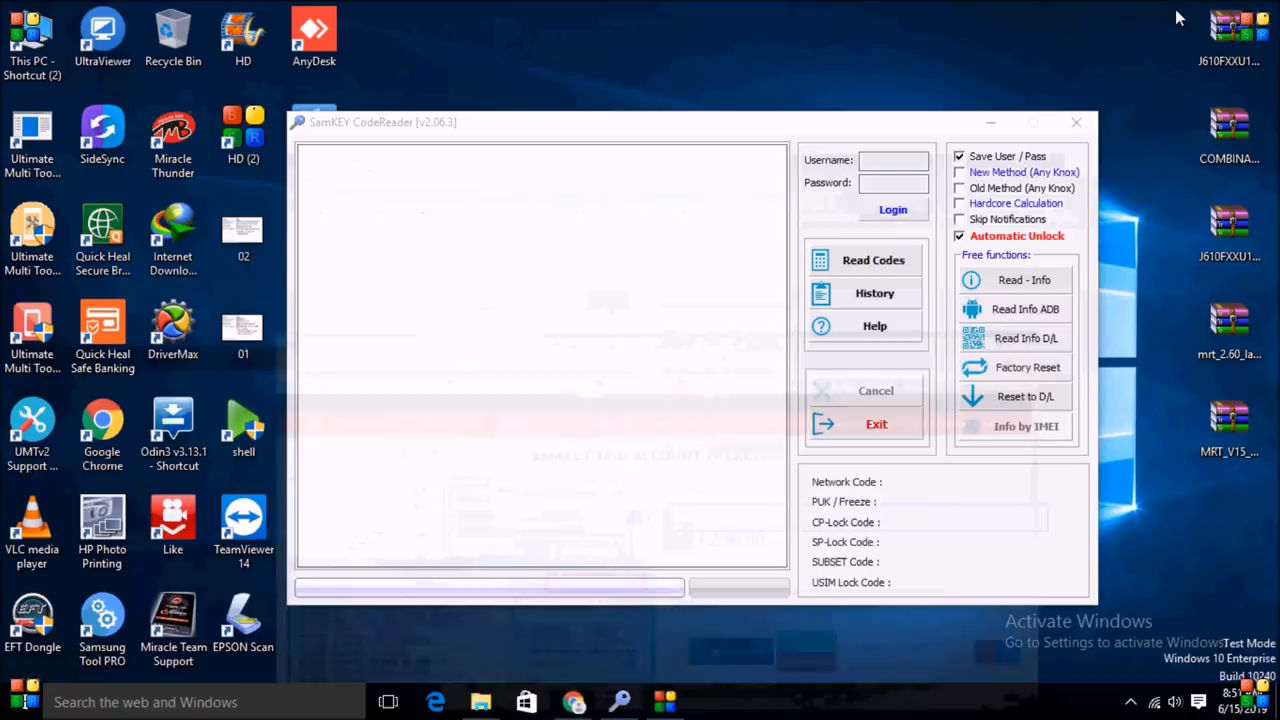 This PC - Shortcut (2)
UltraViewer
Recycle Bin
HD
AnyDesk
J610FXXU1...
Ultimate Multi Too...
SideSync
Miracle Thunder
HD (2)
COMBINA...
Ultimate Multi Too...
Quick Heal Secure Br...
Internet Downlo...
02
J610FXXU1...
Ultimate Multi Too...
Quick Heal Safe Banking
DriverMax
01
mrt_2.60_la...
UMTv2 Support ...
Google Chrome
Odin3 v3.13.1 - Shortcut
shell
MRT_V15_...
VLC media player
HP Photo Printing
Like
TeamViewer 14
EFT Dongle
Samsung Tool PRO
Miracle Team Support
EPSON Scan
SamKEY CodeReader [v2.06.3]
Username:
Password:
Login
Read Codes
History
Help
Cancel
Exit
Save User / Pass
New Method (Any Knox)
Old Method (Any Knox)
Hardcore Calculation
Skip Notifications
Automatic Unlock
Free functions:
Read - Info
Read Info ADB
Read Info D/L
Factory Reset
Reset to D/L
Info by IMEI
Network Code :
PUK / Freeze :
CP-Lock Code :
SP-Lock Code :
SUBSET Code :
USIM Lock Code :
Activate Windows
Go to Settings to activate Windows
Test Mode
Windows 10 Enterprise
Build 10240
Search the web and Windows
6/15/2019